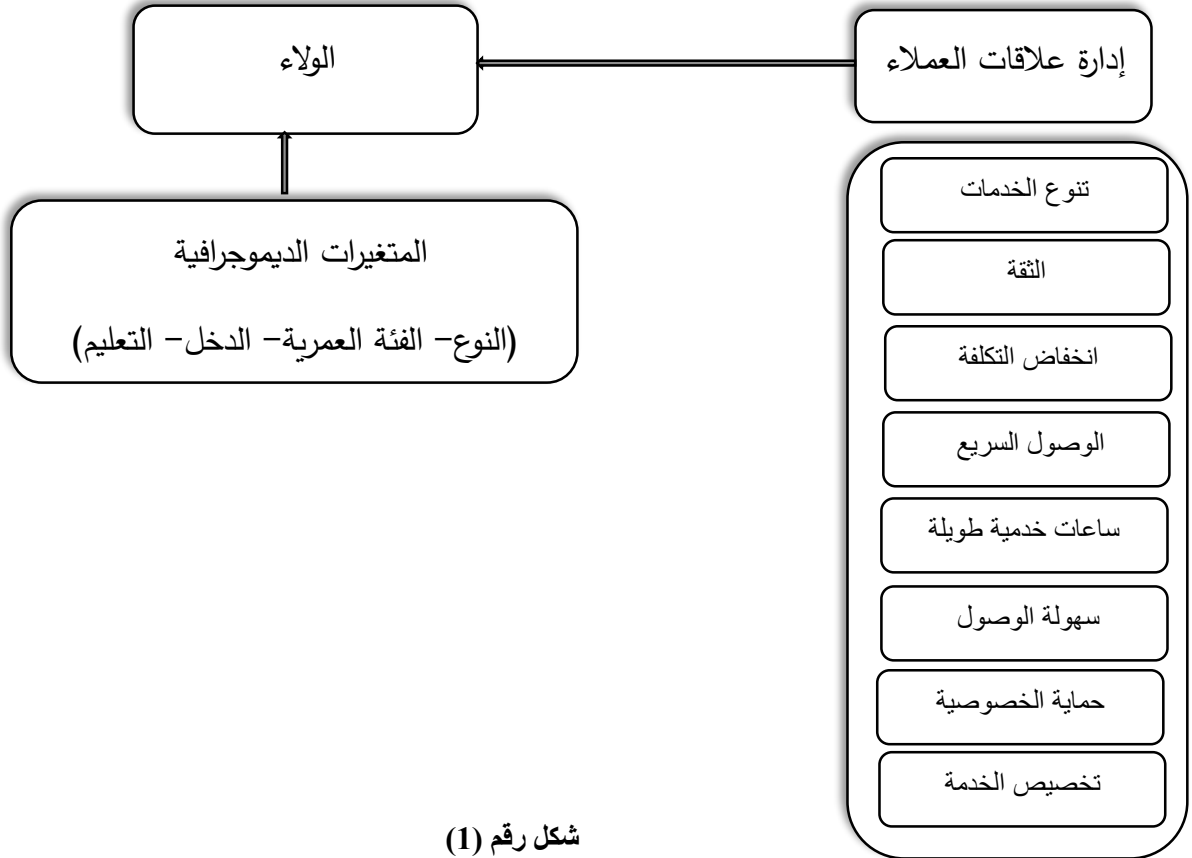 إدارة علاقات العملاء
الولاء
تنوع الخدمات
الثقة
انخفاض التكلفة
الوصول السريع
ساعات خدمية طويلة
سهولة الوصول
حماية الخصوصية
تخصيص الخدمة
المتغيرات الديموجرافية
(النوع– الفئة العمرية– الدخل– التعليم)
شكل رقم (1)